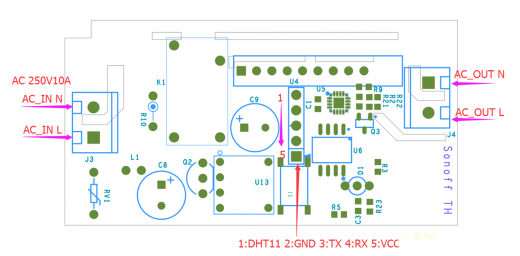 K1
AC 250V10A
U4
AC_OUT N
AC_IN N
R10
C9
1
C1
U5
R9
R21
R22
AC_OUT L
AC_IN L
Q3
J4
J3
L1
C8
Q2
5
U6
Sonoff TH
RV1
U13
S1
D1
R3
R5
C3
R23
1:DHT11 2:GND 3:TX 4:RX 5:VCC